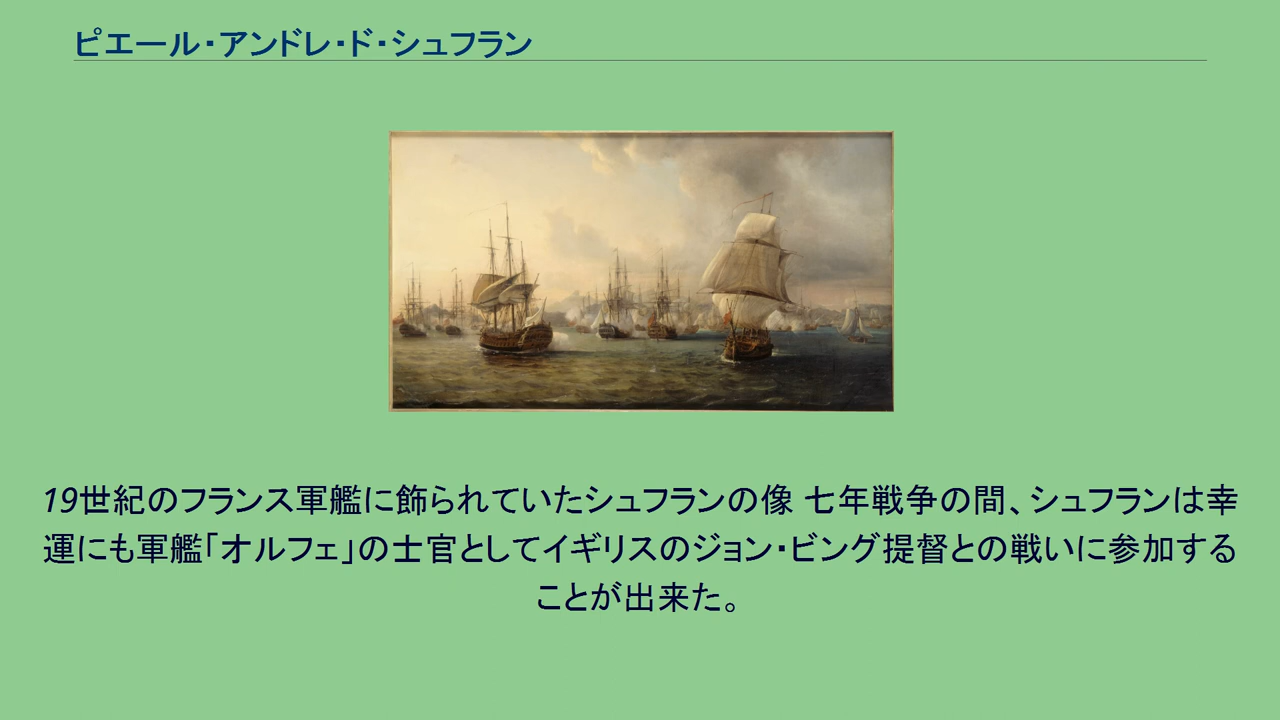 ピエール・アンドレ・ド・シュフラン
19世紀のフランス軍艦に飾られていたシュフランの像 七年戦争の間、シュフランは幸
運にも軍艦「オルフェ」の士官としてイギリスのジョン・ビング提督との戦いに参加する
ことが出来た。